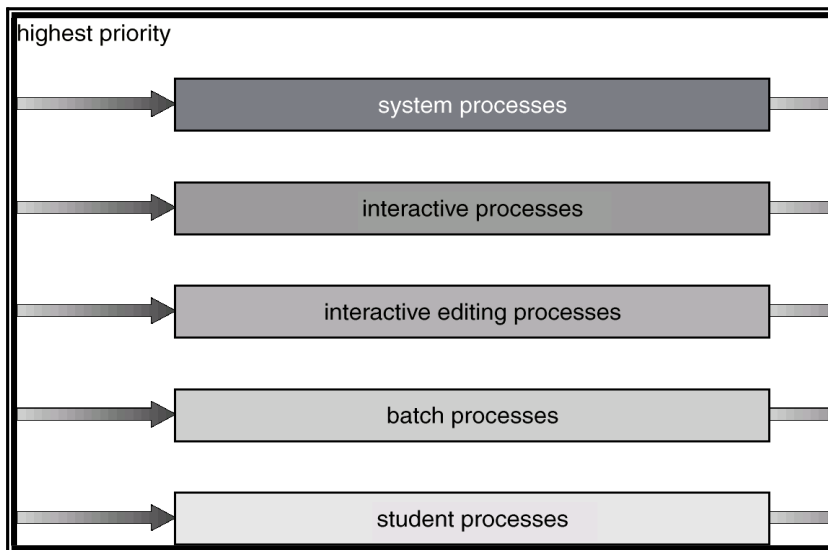 highest priority
system processes
interactive processes
interactive editing processes
batch processes
student processes